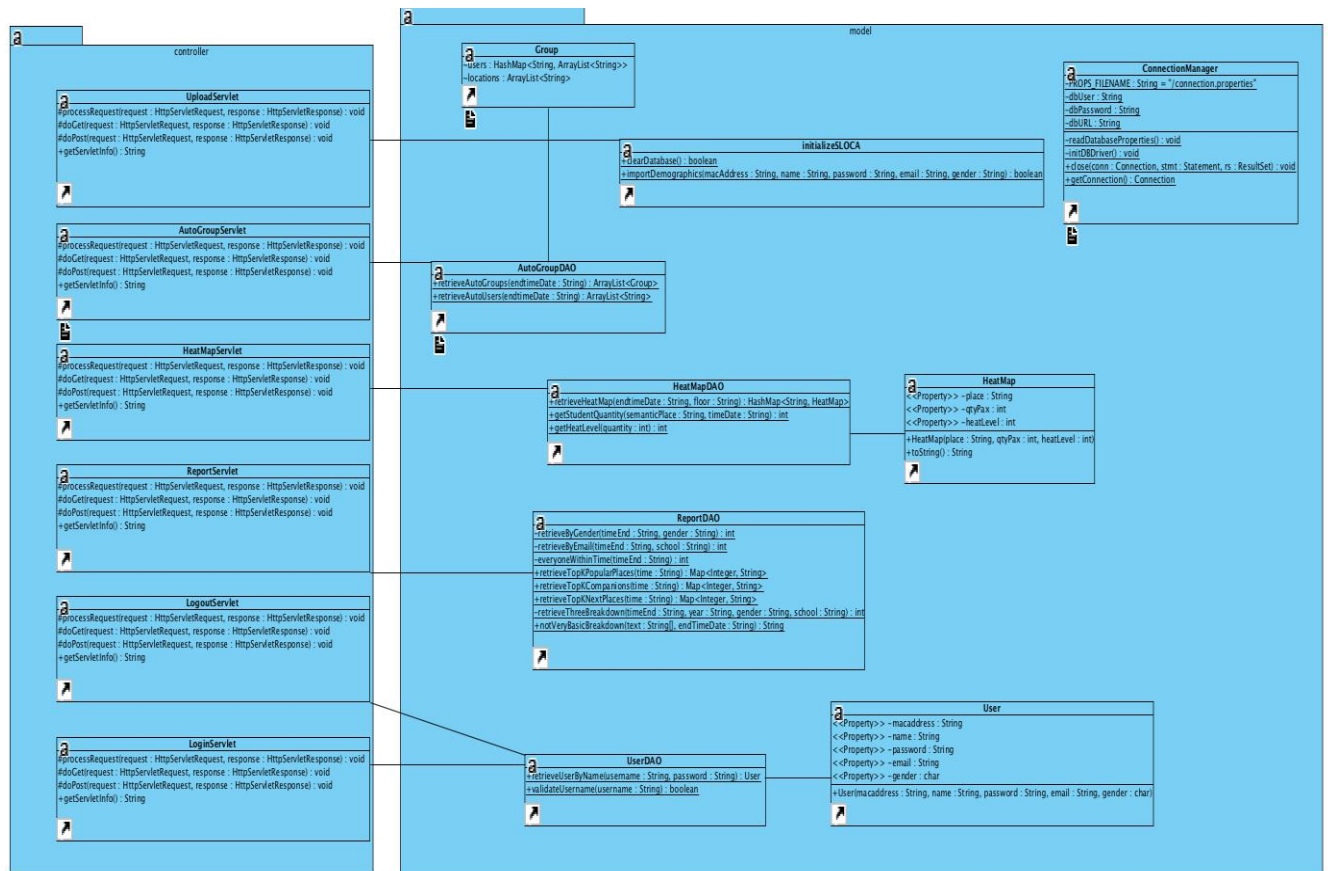 a
controller
a
UploadServlet
#processRequest(request : HttpServletRequest, response : HttpServletResponse) : void
#doGet(request : HttpServletRequest, response : HttpServletResponse) : void
#doPost(request : HttpServletRequest, response : HttpServletResponse) : void
+getServletInfo() : String
a
AutoGroupServlet
#processRequest(request : HttpServletRequest, response : HttpServletResponse) : void
#doGet(request : HttpServletRequest, response : HttpServletResponse) : void
#doPost(request : HttpServletRequest, response : HttpServletResponse) : void
+getServletInfo() : String
a
HeatMapServlet
#processRequest(request : HttpServletRequest, response : HttpServletResponse) : void
#doGet(request : HttpServletRequest, response : HttpServletResponse) : void
#doPost(request : HttpServletRequest, response : HttpServletResponse) : void
+getServletInfo() : String
a
ReportServlet
#processRequest(request : HttpServletRequest, response : HttpServletResponse) : void
#doGet(request : HttpServletRequest, response : HttpServletResponse) : void
#doPost(request : HttpServletRequest, response : HttpServletResponse) : void
+getServletInfo() : String
a
LogoutServlet
#processRequest(request : HttpServletRequest, response : HttpServletResponse) : void
#doGet(request : HttpServletRequest, response : HttpServletResponse) : void
#doPost(request : HttpServletRequest, response : HttpServletResponse) : void
+getServletInfo() : String
a
LoginServlet
#processRequest(request : HttpServletRequest, response : HttpServletResponse) : void
#doGet(request : HttpServletRequest, response : HttpServletResponse) : void
#doPost(request : HttpServletRequest, response : HttpServletResponse) : void
+getServletInfo() : String
a
model
a
Group
-users : HashMap<String, ArrayList<String>>
-locations : ArrayList<String>
a
ConnectionManager
-PROPS_FILENAME : String = "/connection.properties"
-dbUser : String
-dbPassword : String
-dbURL : String
-readDatabaseProperties() : void
-initDBDriver() : void
+close(conn : Connection, stmt : Statement, rs : ResultSet) : void
+getConnection() : Connection
a
initializeSLOCA
+clearDatabase() : boolean
+importDemographics(macAddress : String, name : String, password : String, email : String, gender : String) : boolean
a
AutoGroupDAO
+retrieveAutoGroups(endtimeDate : String) : ArrayList<Group>
+retrieveAutoUsers(endtimeDate : String) : ArrayList<String>
a
HeatMapDAO
+retrieveHeatMap(endtimeDate : String, floor : String) : HashMap<String, HeatMap>
+getStudentQuantity(semanticPlace : String, timeDate : String) : int
+getHeatLevel(quantity : int) : int
a
HeatMap
<<Property>> -place : String
<<Property>> -qtyPax : int
<<Property>> -heatLevel : int
+HeatMap(place : String, qtyPax : int, heatLevel : int)
+toString() : String
a
ReportDAO
-retrieveByGender(timeEnd : String, gender : String) : int
-retrieveByEmail(timeEnd : String, school : String) : int
-everyoneWithinTime(timeEnd : String) : int
+retrieveTopKPopularPlaces(time : String) : Map<Integer, String>
+retrieveTopKCompanions(time : String) : Map<Integer, String>
+retrieveTopKNextPlaces(time : String) : Map<Integer, String>
-retrieveThreeBreakdown(timeEnd : String, year : String, gender : String, school : String) : int
+notVeryBasicBreakdown(text : String[], endTimeDate : String) : String
a
UserDAO
+retrieveUserByName(username : String, password : String) : User
+validateUsername(username : String) : boolean
a
User
<<Property>> -macaddress : String
<<Property>> -name : String
<<Property>> -password : String
<<Property>> -email : String
<<Property>> -gender : char
+User(macaddress : String, name : String, password : String, email : String, gender : char)